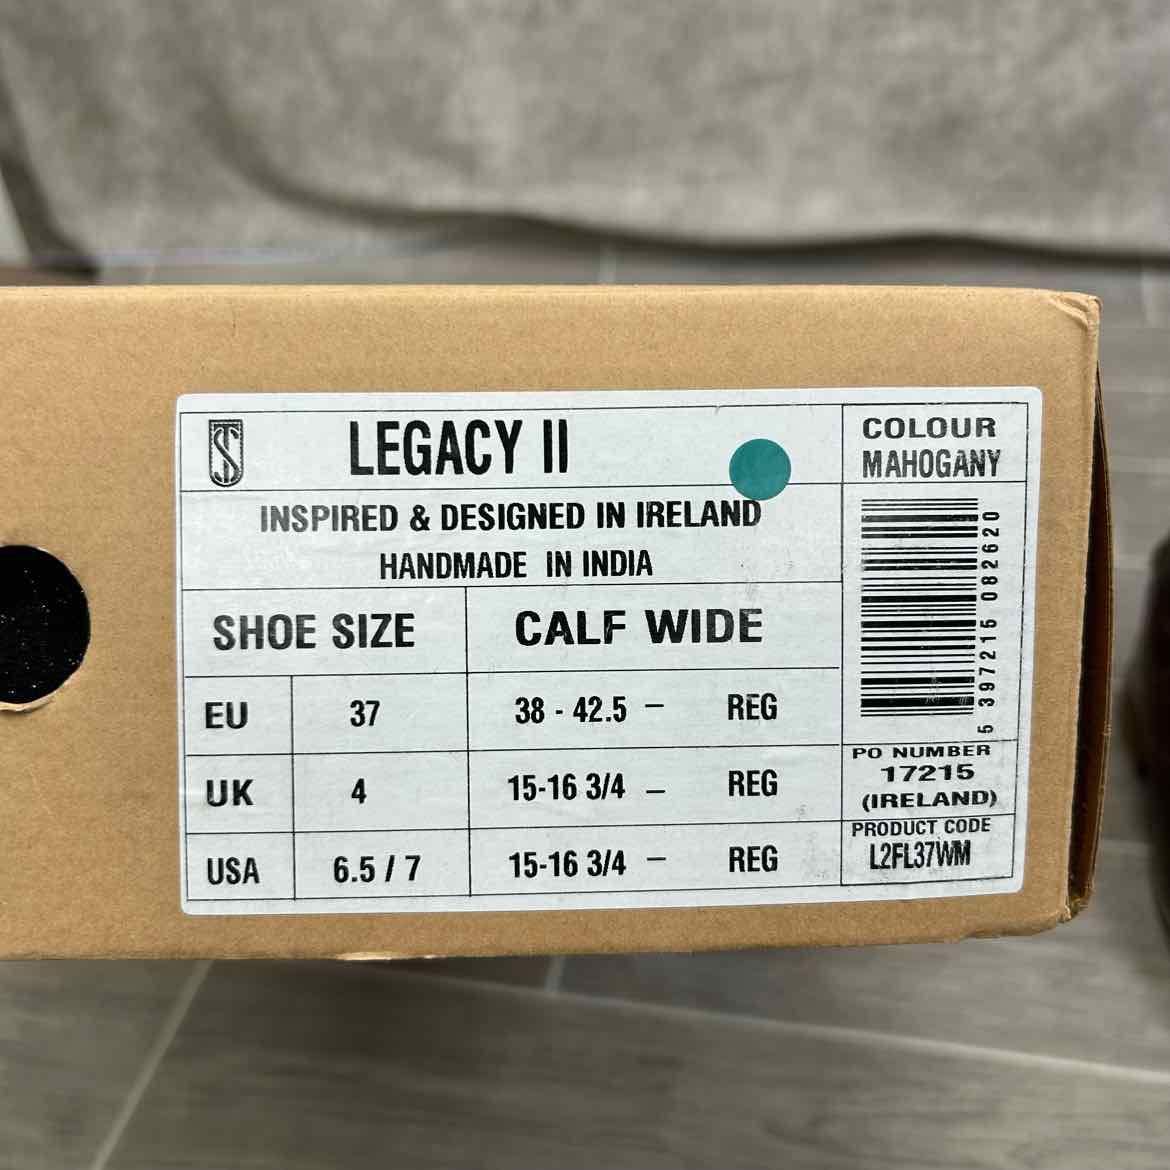 LEGACY II
INSPIRED & DESIGNED IN IRELAND
HANDMADE IN INDIA
SHOE SIZE CALF WIDE
EU 37 38 - 42.5 – REG
UK 4 15-16 3/4 – REG
USA 6.5 / 7 15-16 3/4 – REG
COLOUR
MAHOGANY
5 397215 082620
PO NUMBER
17215
(IRELAND)
PRODUCT CODE
L2FL37WM